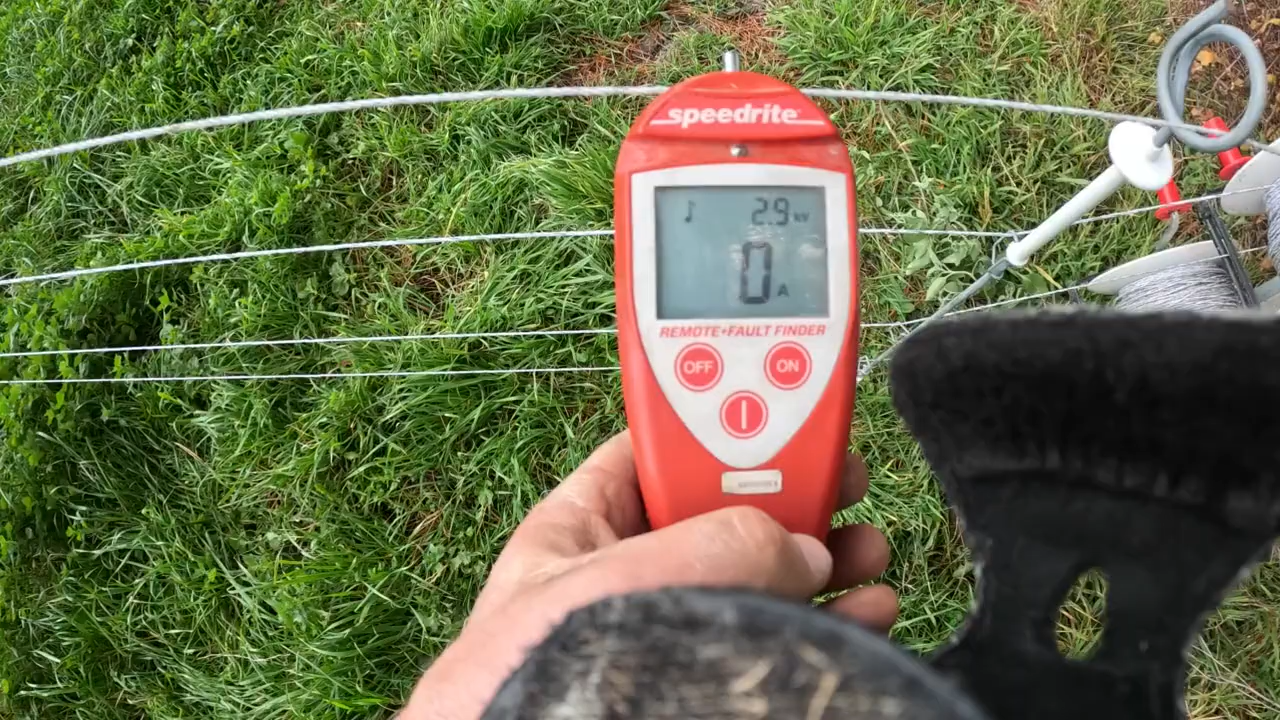 speedrite
2.9 kV
0 A
REMOTE + FAULT FINDER
OFF
ON